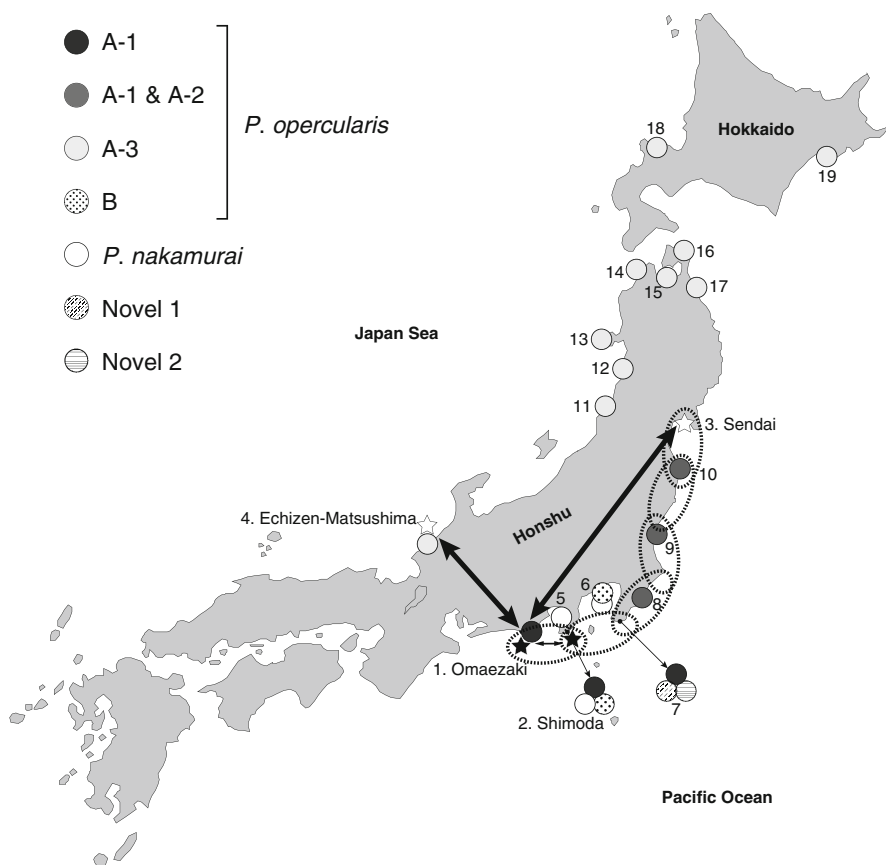 A-1
A-1 & A-2
A-3
B
P. opercularis
P. nakamurai
Novel 1
Novel 2
Hokkaido
18
19
16
14
15
17
Japan Sea
13
12
11
3. Sendai
10
4. Echizen-Matsushima
Honshu
9
6
5
8
1. Omaezaki
7
2. Shimoda
Pacific Ocean